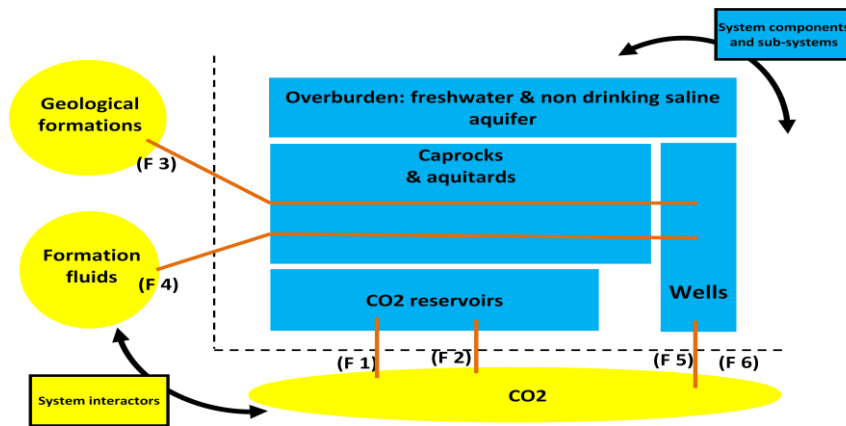 System components
and sub-systems
Geological
formations
(F 3)
Overburden: freshwater & non drinking saline
aquifer
Caprocks
& aquitards
Formation
fluids
(F 4)
CO2 reservoirs
Wells
(F 1)
(F 2)
(F 5)
(F 6)
System interactors
CO2